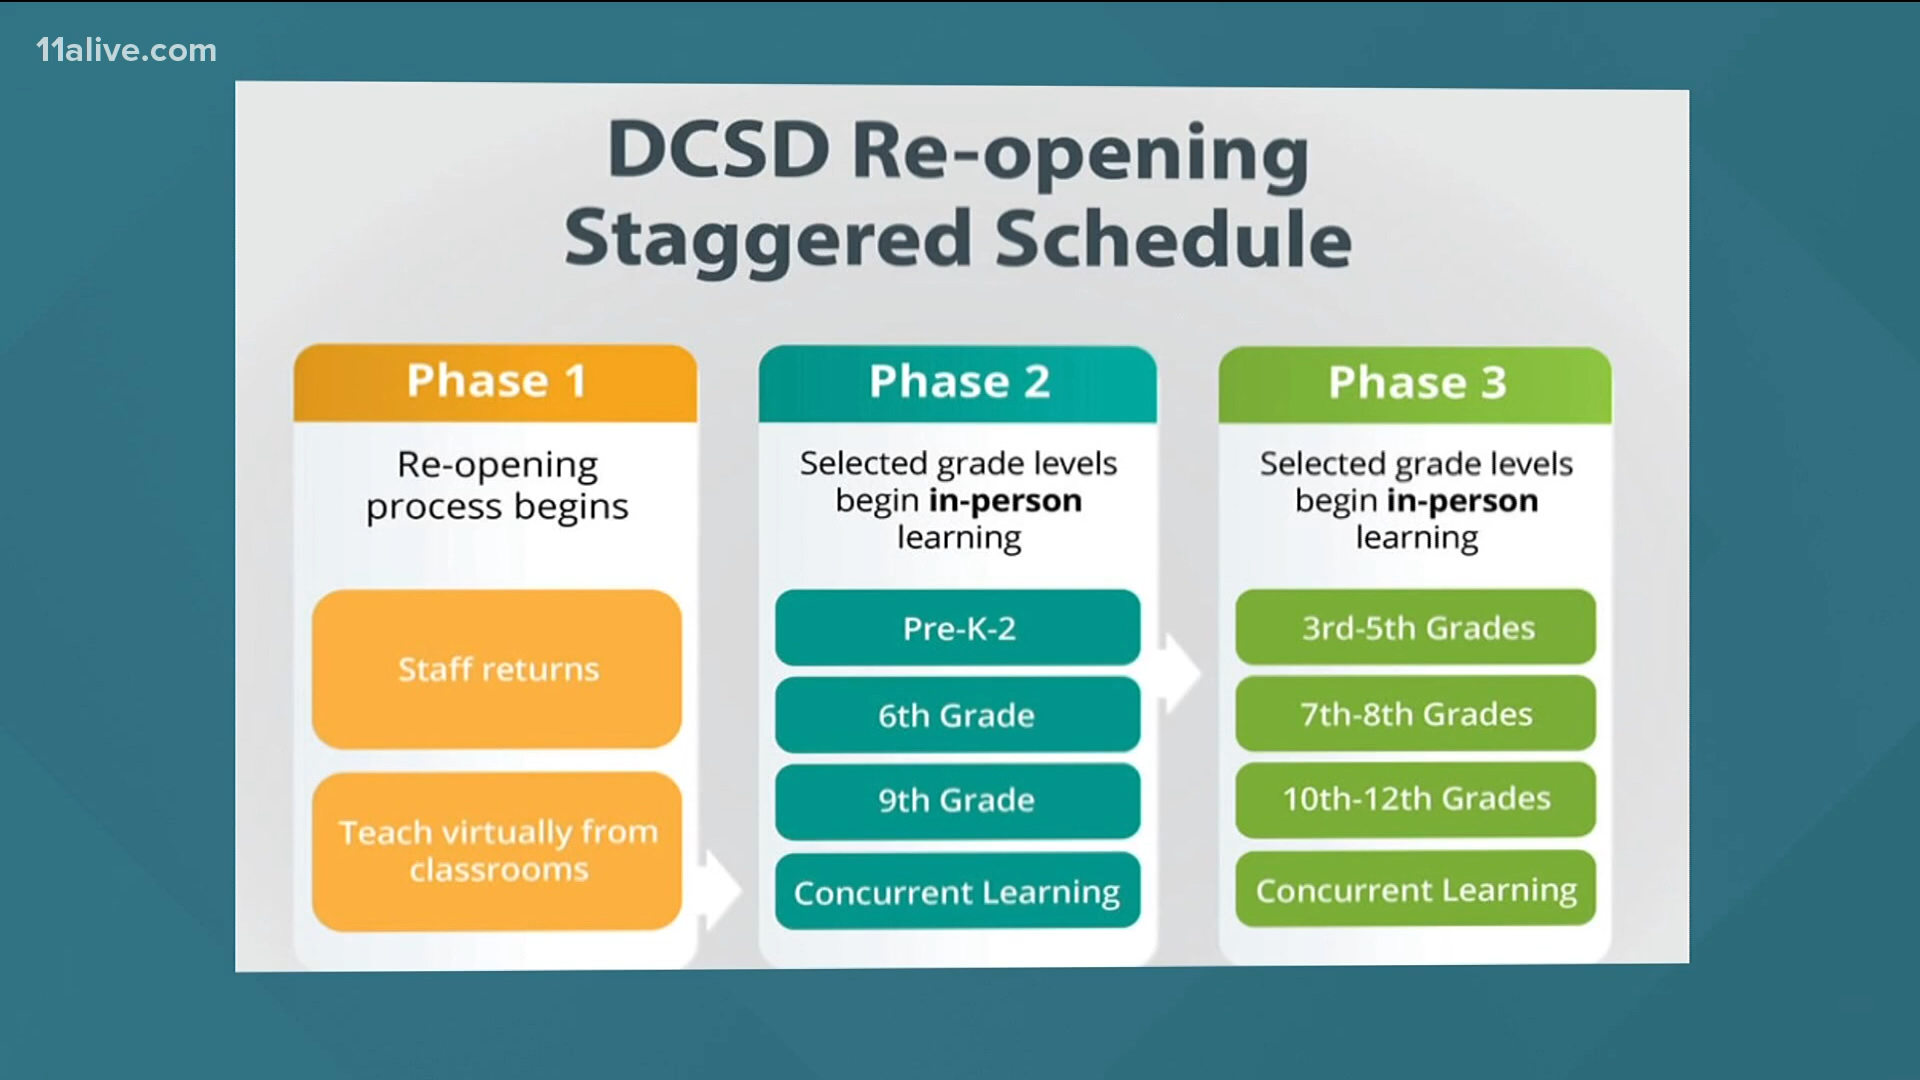 11alive.com
DCSD Re-opening
Staggered Schedule
Phase 1
Re-opening
process begins
Staff returns
Teach virtually from
classrooms
Phase 2
Selected grade levels
begin in-person
learning
Pre-K-2
6th Grade
9th Grade
Concurrent Learning
Phase 3
Selected grade levels
begin in-person
learning
3rd-5th Grades
7th-8th Grades
10th-12th Grades
Concurrent Learning